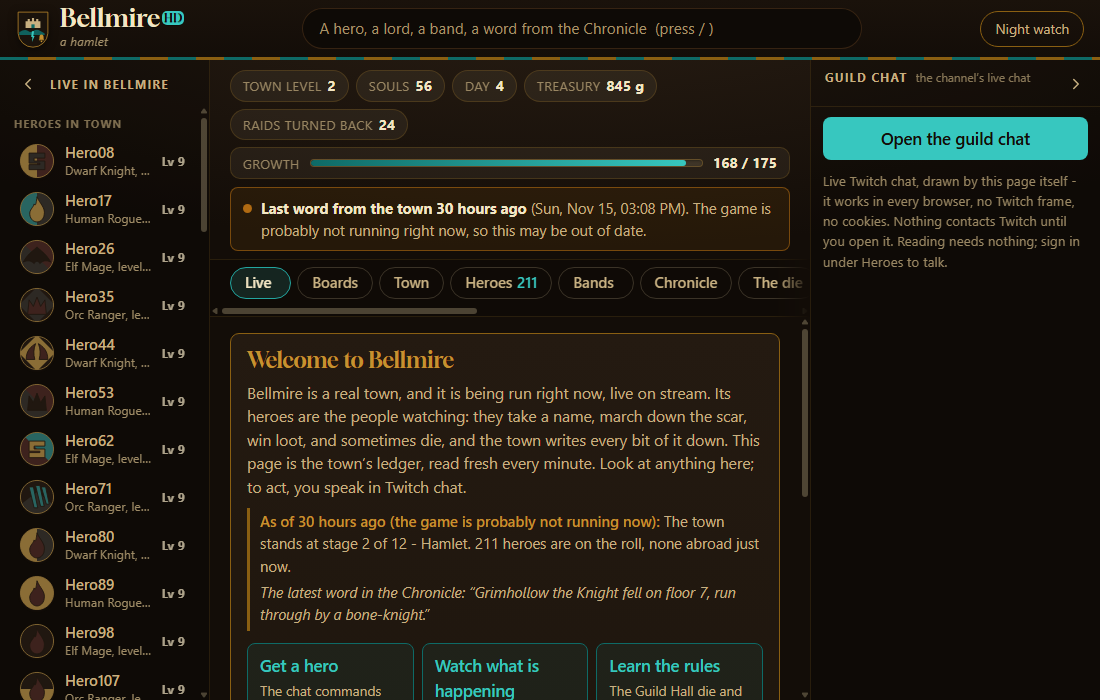 Bellmire HD
a hamlet
A hero, a lord, a band, a word from the Chronicle (press / )
Night watch
LIVE IN BELLMIRE
HEROES IN TOWN
Hero08
Dwarf Knight, ...
Lv 9
Hero17
Human Rogue...
Lv 9
Hero26
Elf Mage, level...
Lv 9
Hero35
Orc Ranger, le...
Lv 9
Hero44
Dwarf Knight, ...
Lv 9
Hero53
Human Rogue...
Lv 9
Hero62
Elf Mage, level...
Lv 9
Hero71
Orc Ranger, le...
Lv 9
Hero80
Dwarf Knight, ...
Lv 9
Hero89
Human Rogue...
Lv 9
Hero98
Elf Mage, level...
Lv 9
Hero107
Orc Ranger, le...
Lv 9
TOWN LEVEL 2
SOULS 56
DAY 4
TREASURY 845 g
RAIDS TURNED BACK 24
GROWTH 168 / 175
Last word from the town 30 hours ago (Sun, Nov 15, 03:08 PM). The game is
probably not running right now, so this may be out of date.
Live
Boards
Town
Heroes 211
Bands
Chronicle
The die
Welcome to Bellmire
Bellmire is a real town, and it is being run right now, live on stream. Its
heroes are the people watching: they take a name, march down the scar,
win loot, and sometimes die, and the town writes every bit of it down. This
page is the town's ledger, read fresh every minute. Look at anything here;
to act, you speak in Twitch chat.
As of 30 hours ago (the game is probably not running now): The town
stands at stage 2 of 12 - Hamlet. 211 heroes are on the roll, none abroad just
now.
The latest word in the Chronicle: “Grimhollow the Knight fell on floor 7, run
through by a bone-knight.”
Get a hero
The chat commands
Watch what is
happening
Learn the rules
The Guild Hall die and
GUILD CHAT the channel's live chat
Open the guild chat
Live Twitch chat, drawn by this page itself -
it works in every browser, no Twitch frame,
no cookies. Nothing contacts Twitch until
you open it. Reading needs nothing; sign in
under Heroes to talk.